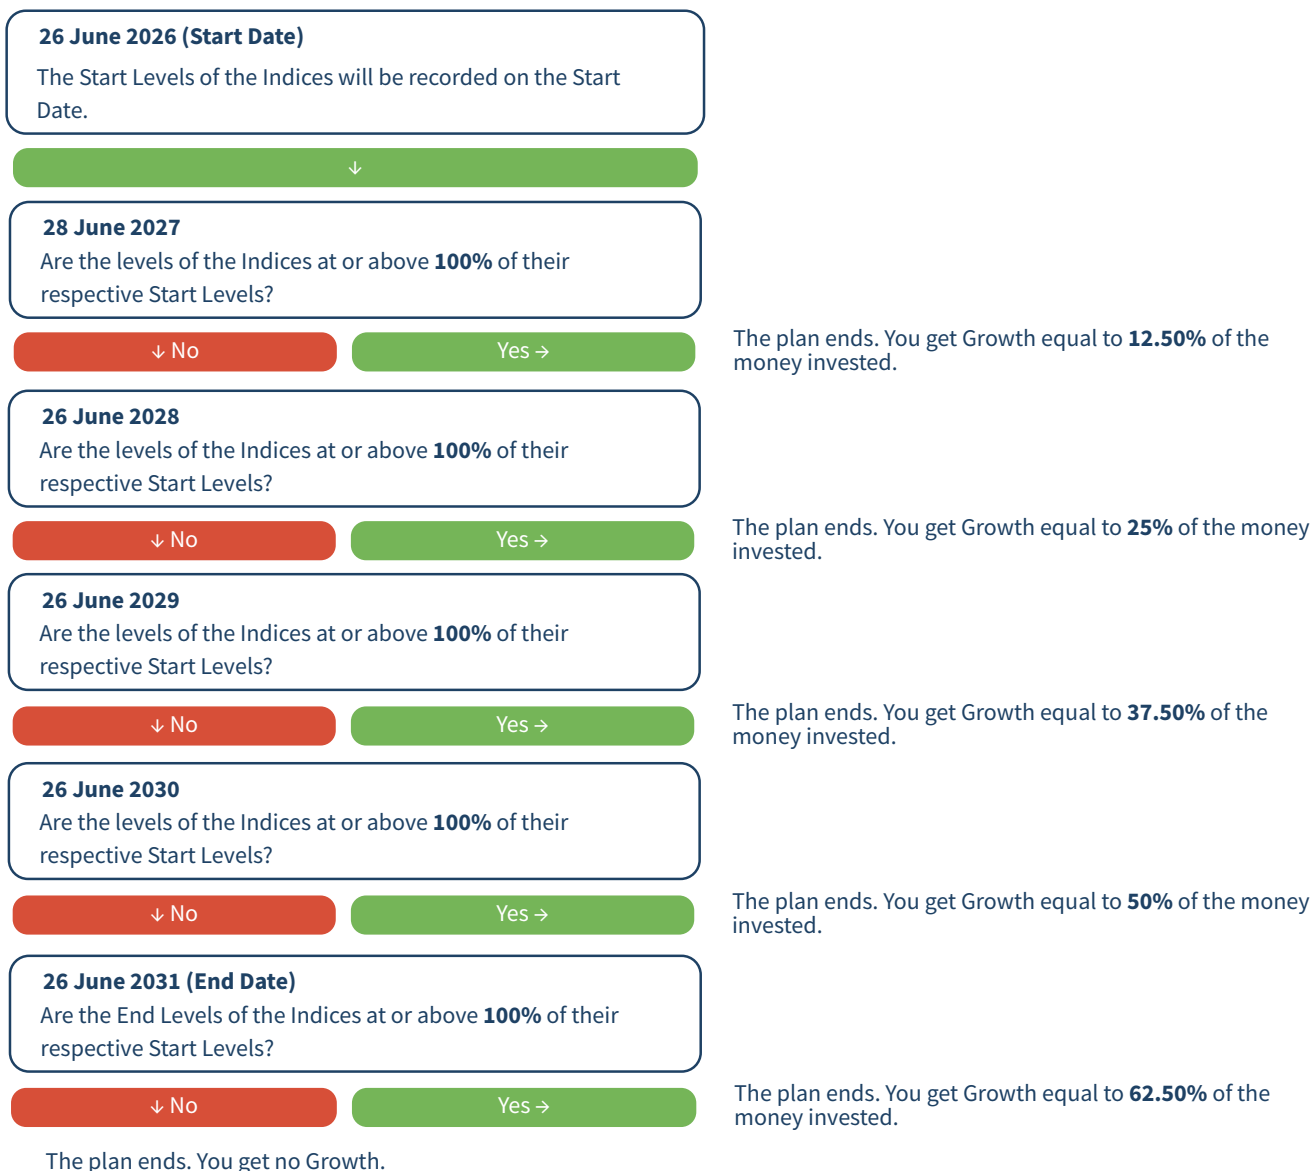 26 June 2026 (Start Date)
The Start Levels of the Indices will be recorded on the Start
Date.
↓
28 June 2027
Are the levels of the Indices at or above 100% of their
respective Start Levels?
↓ No
Yes →
The plan ends. You get Growth equal to 12.50% of the
money invested.
26 June 2028
Are the levels of the Indices at or above 100% of their
respective Start Levels?
↓ No
Yes →
The plan ends. You get Growth equal to 25% of the money
invested.
26 June 2029
Are the levels of the Indices at or above 100% of their
respective Start Levels?
↓ No
Yes →
The plan ends. You get Growth equal to 37.50% of the
money invested.
26 June 2030
Are the levels of the Indices at or above 100% of their
respective Start Levels?
↓ No
Yes →
The plan ends. You get Growth equal to 50% of the money
invested.
26 June 2031 (End Date)
Are the End Levels of the Indices at or above 100% of their
respective Start Levels?
↓ No
Yes →
The plan ends. You get Growth equal to 62.50% of the
money invested.
The plan ends. You get no Growth.